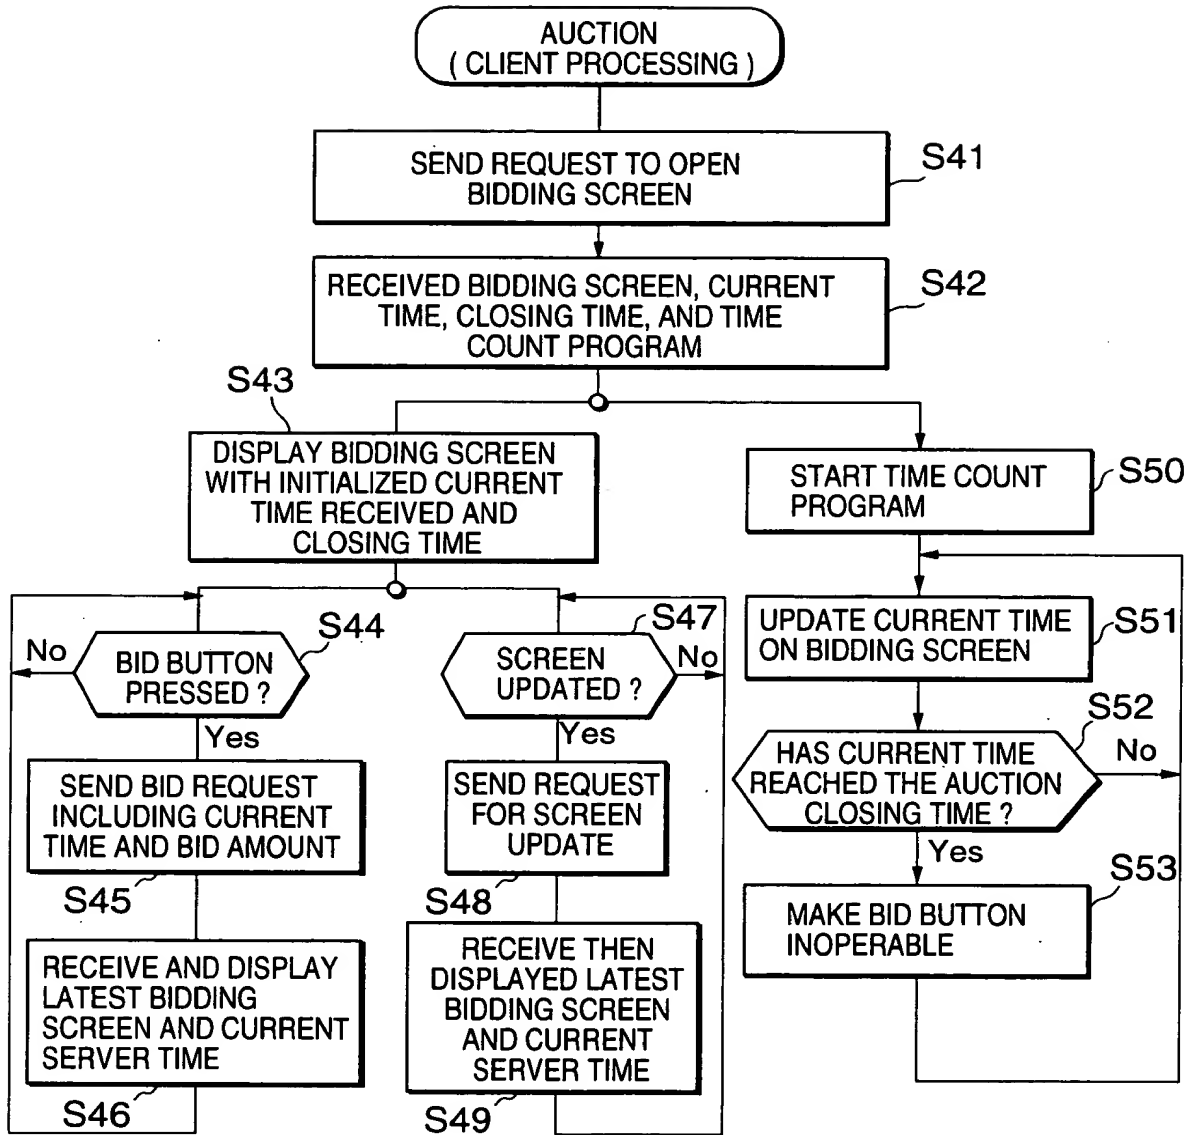 AUCTION
( CLIENT PROCESSING )
SEND REQUEST TO OPEN
BIDDING SCREEN
S41
RECEIVED BIDDING SCREEN, CURRENT
TIME, CLOSING TIME, AND TIME
COUNT PROGRAM
S42
S43
DISPLAY BIDDING SCREEN
WITH INITIALIZED CURRENT
TIME RECEIVED AND
CLOSING TIME
S44
No
BID BUTTON
PRESSED ?
Yes
SEND BID REQUEST
INCLUDING CURRENT
TIME AND BID AMOUNT
S45
RECEIVE AND DISPLAY
LATEST BIDDING
SCREEN AND CURRENT
SERVER TIME
S46
S47
SCREEN
UPDATED ?
No
Yes
SEND REQUEST
FOR SCREEN
UPDATE
S48
RECEIVE THEN
DISPLAYED LATEST
BIDDING SCREEN
AND CURRENT
SERVER TIME
S49
START TIME COUNT
PROGRAM
S50
UPDATE CURRENT TIME
ON BIDDING SCREEN
S51
S52
HAS CURRENT TIME
REACHED THE AUCTION
CLOSING TIME ?
No
Yes
S53
MAKE BID BUTTON
INOPERABLE